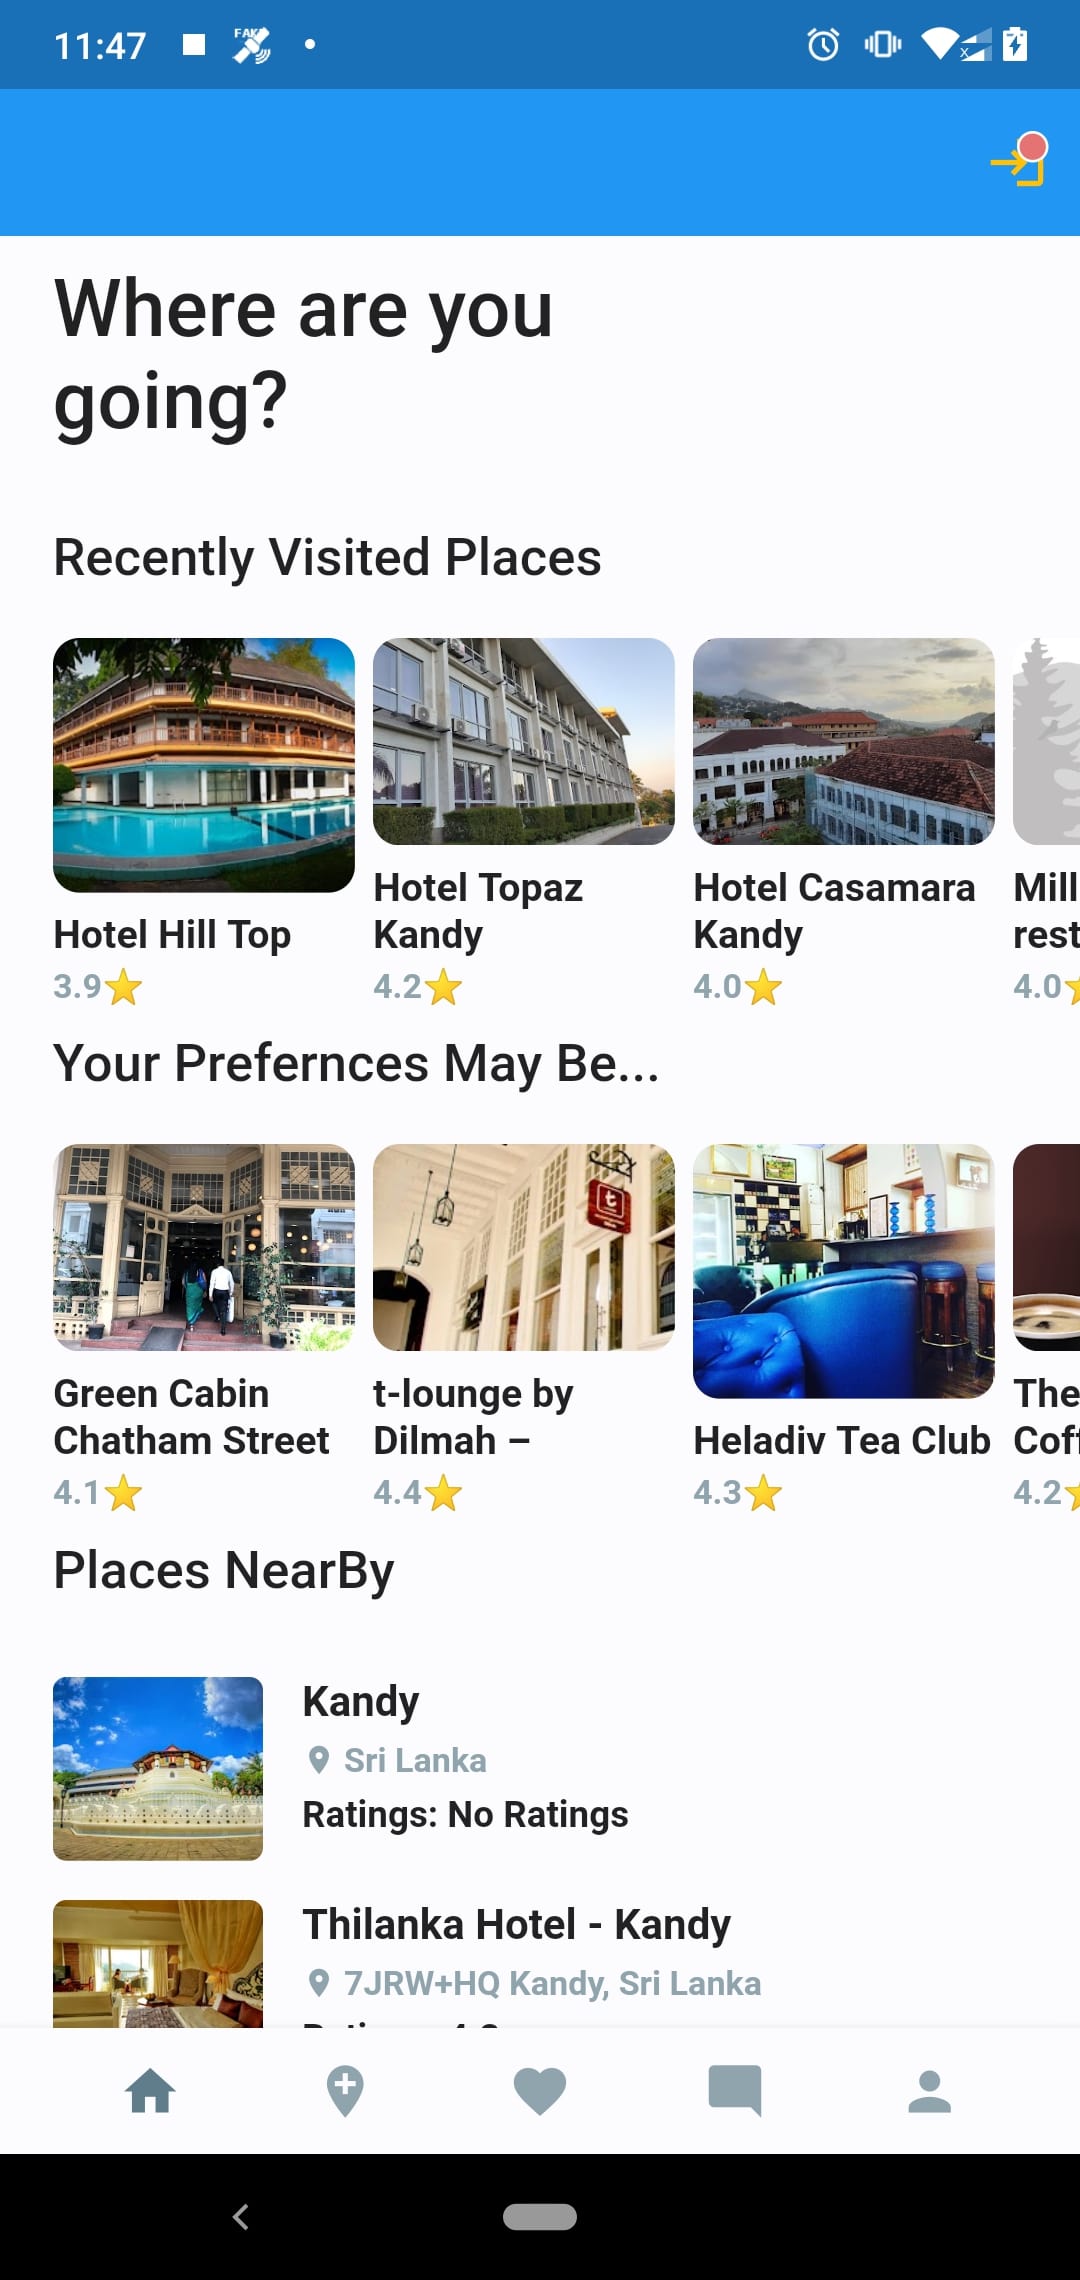 11:47
FAKE
Where are you
going?
Recently Visited Places
Hotel Hill Top
3.9
Hotel Topaz
Kandy
4.2
Hotel Casamara
Kandy
4.0
Mill
rest
4.0
Your Prefernces May Be...
Green Cabin
Chatham Street
4.1
t-lounge by
Dilmah –
4.4
Heladiv Tea Club
4.3
The
Coff
4.2
Places NearBy
Kandy
Sri Lanka
Ratings: No Ratings
Thilanka Hotel - Kandy
7JRW+HQ Kandy, Sri Lanka